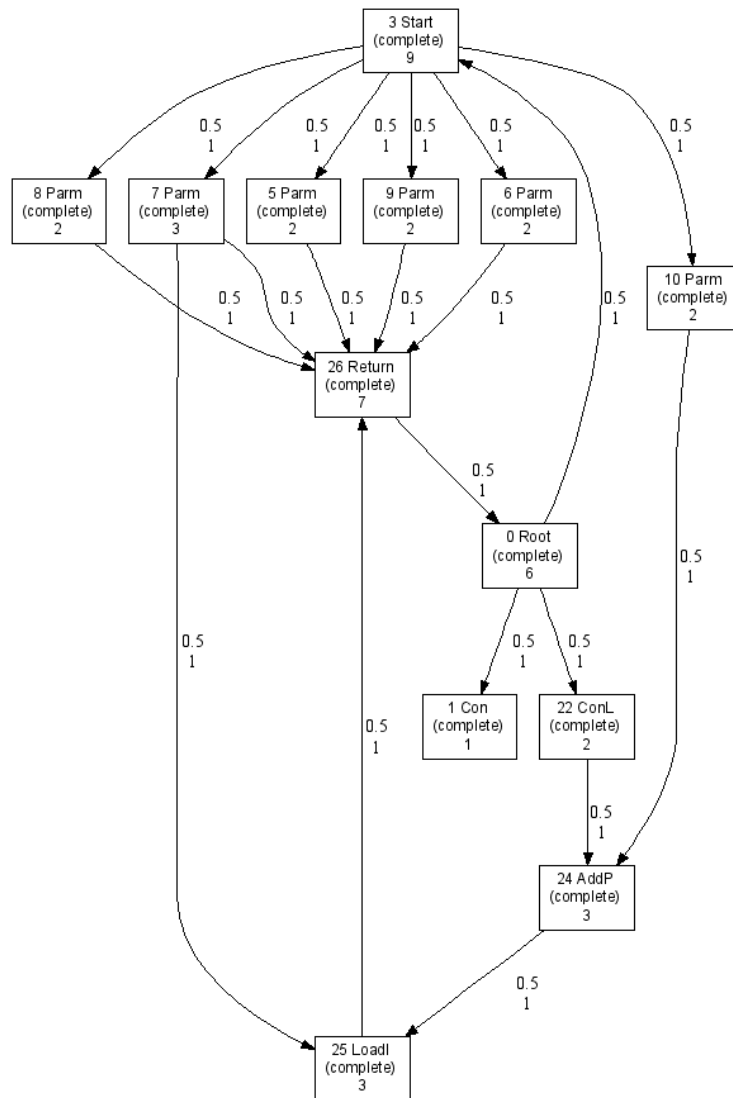 3 Start
(complete)
9
0.5
1
0.5
1
0.5
1
0.5
1
0.5
1
0.5
1
8 Parm
(complete)
2
7 Parm
(complete)
3
5 Parm
(complete)
2
9 Parm
(complete)
2
6 Parm
(complete)
2
10 Parm
(complete)
2
0.5
1
0.5
1
0.5
1
0.5
1
0.5
1
0.5
1
26 Return
(complete)
7
0.5
1
0 Root
(complete)
6
0.5
1
0.5
1
0.5
1
0.5
1
1 Con
(complete)
1
22 ConL
(complete)
2
0.5
1
0.5
1
24 AddP
(complete)
3
0.5
1
25 LoadI
(complete)
3